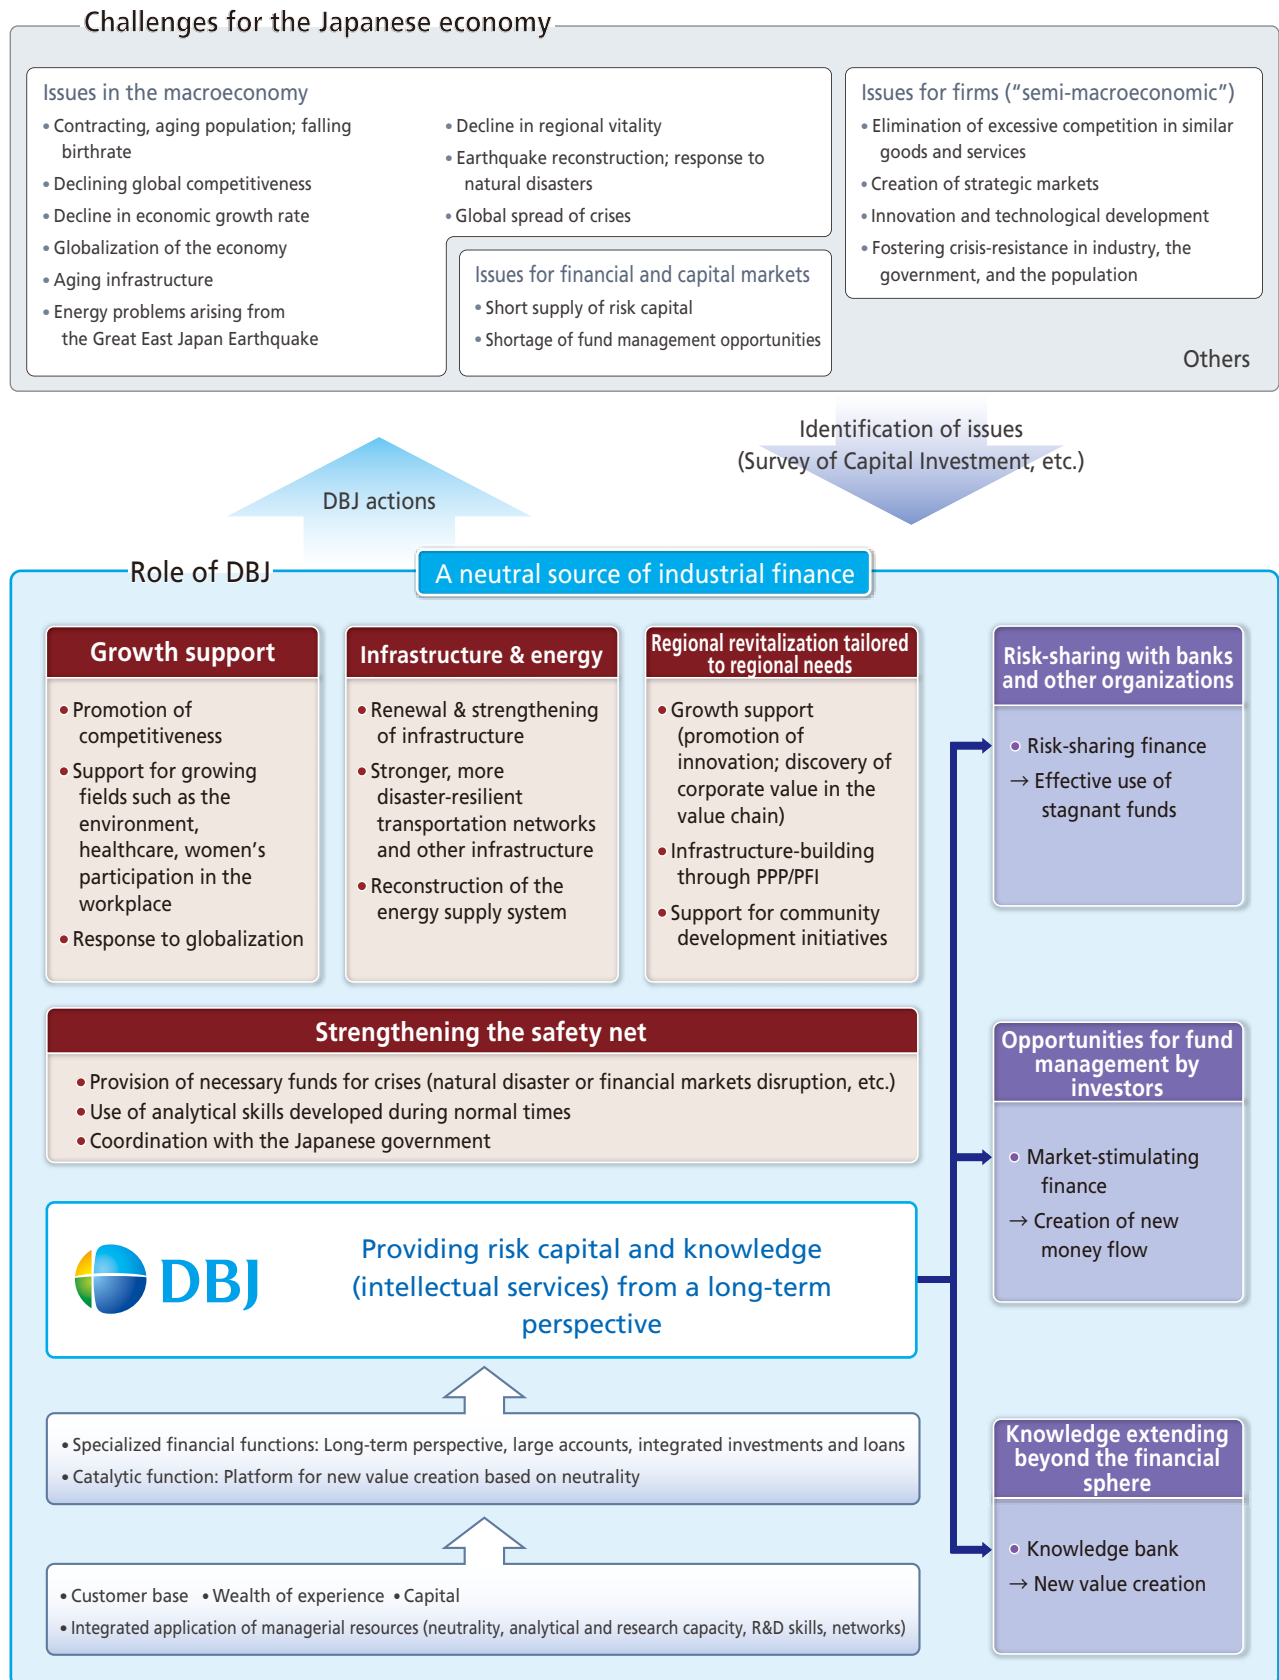 Challenges for the Japanese economy
Issues in the macroeconomy
• Contracting, aging population; falling
birthrate
• Declining global competitiveness
• Decline in economic growth rate
• Globalization of the economy
• Aging infrastructure
• Energy problems arising from
the Great East Japan Earthquake
• Decline in regional vitality
• Earthquake reconstruction; response to
natural disasters
• Global spread of crises
Issues for financial and capital markets
• Short supply of risk capital
• Shortage of fund management opportunities
Issues for firms (“semi-macroeconomic”)
• Elimination of excessive competition in similar
goods and services
• Creation of strategic markets
• Innovation and technological development
• Fostering crisis-resistance in industry, the
government, and the population
Others
Identification of issues
(Survey of Capital Investment, etc.)
DBJ actions
Role of DBJ
A neutral source of industrial finance
Growth support
• Promotion of
competitiveness
• Support for growing
fields such as the
environment,
healthcare, women’s
participation in the
workplace
• Response to globalization
Infrastructure & energy
• Renewal & strengthening
of infrastructure
• Stronger, more
disaster-resilient
transportation networks
and other infrastructure
• Reconstruction of the
energy supply system
Regional revitalization tailored
to regional needs
• Growth support
(promotion of
innovation; discovery of
corporate value in the
value chain)
• Infrastructure-building
through PPP/PFI
• Support for community
development initiatives
Strengthening the safety net
• Provision of necessary funds for crises (natural disaster or financial markets disruption, etc.)
• Use of analytical skills developed during normal times
• Coordination with the Japanese government
DBJ
Providing risk capital and knowledge
(intellectual services) from a long-term
perspective
• Specialized financial functions: Long-term perspective, large accounts, integrated investments and loans
• Catalytic function: Platform for new value creation based on neutrality
• Customer base • Wealth of experience • Capital
• Integrated application of managerial resources (neutrality, analytical and research capacity, R&D skills, networks)
Risk-sharing with banks
and other organizations
• Risk-sharing finance
→ Effective use of
stagnant funds
Opportunities for fund
management by
investors
• Market-stimulating
finance
→ Creation of new
money flow
Knowledge extending
beyond the financial
sphere
• Knowledge bank
→ New value creation